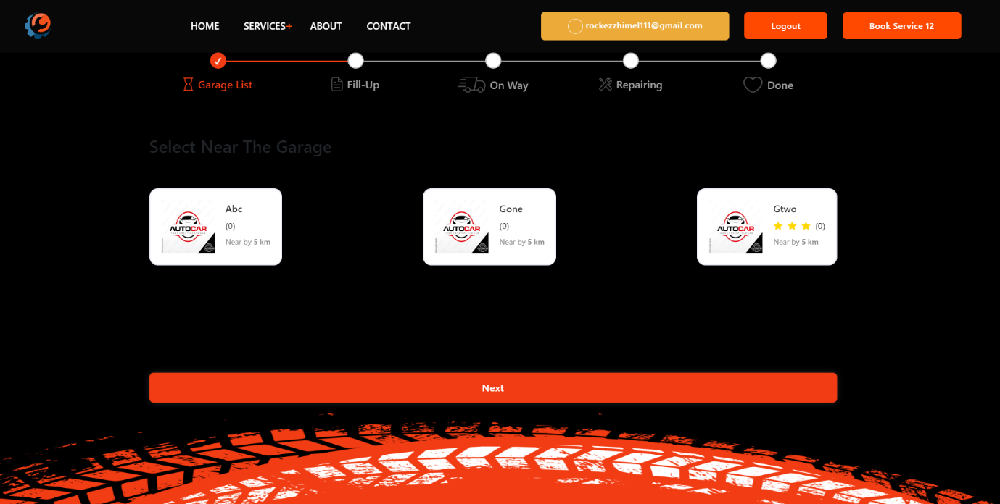 HOME SERVICES+ ABOUT CONTACT rockezzhimel111@gmail.com Logout Book Service 12
Garage List Fill-Up On Way Repairing Done
Select Near The Garage
AUTOCAR
Abc
(0)
Near by 5 km
AUTOCAR
Gone
(0)
Near by 5 km
AUTOCAR
Gtwo
(0)
Near by 5 km
Next